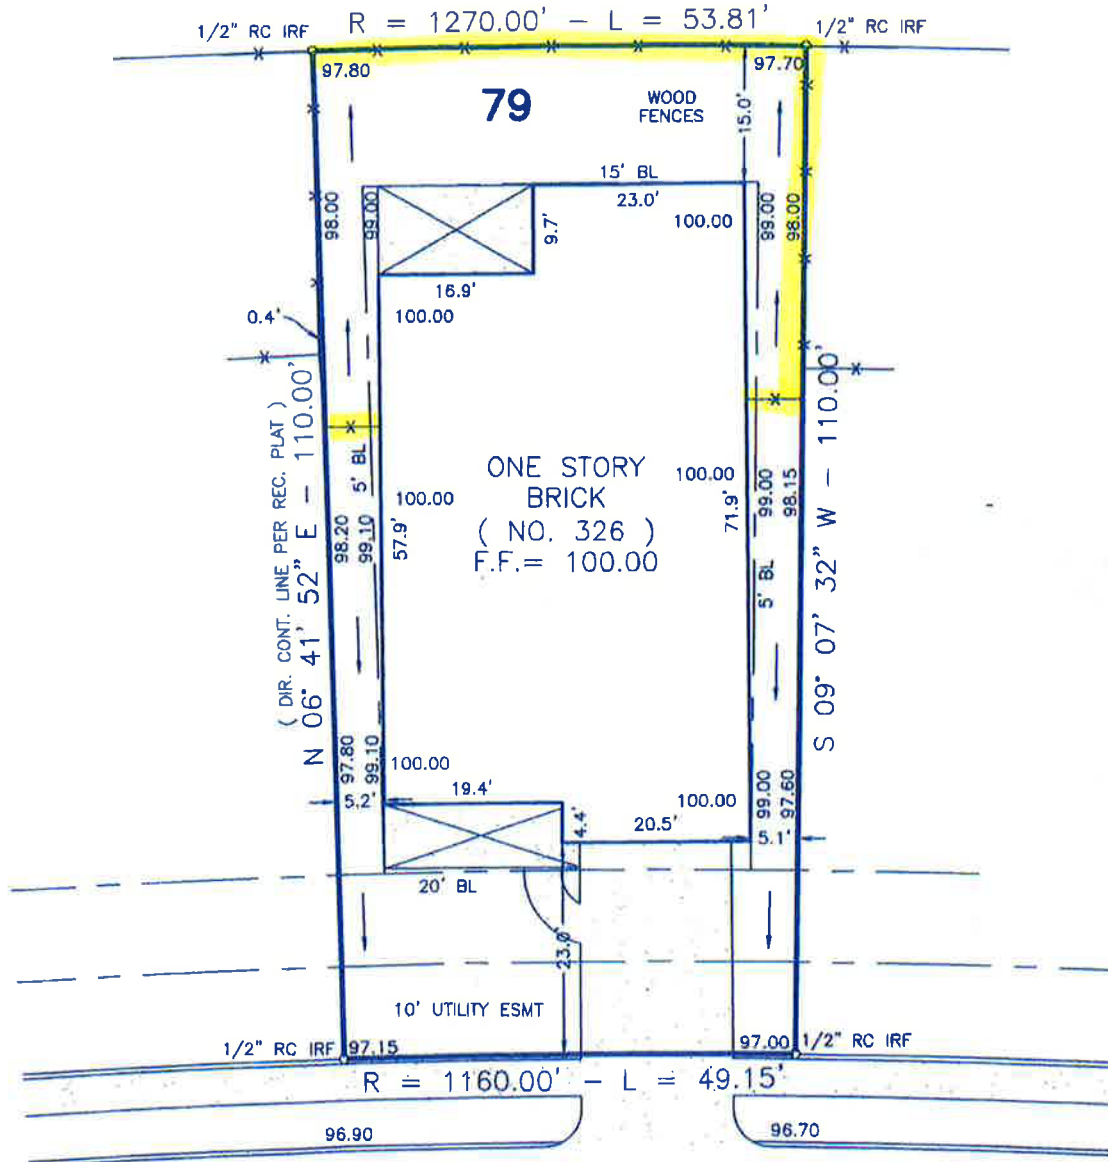 R = 1270.00' - L = 53.81'
1/2" RC IRF
1/2" RC IRF
97.80
97.70
79
WOOD
FENCES
15.0'
15' BL
23.0'
98.00
99.00
9.7'
100.00
99.00
98.00
16.9'
100.00
0.4'
N 06° 41' 52" E - 110.00'
( DIR. CONT. LINE PER REC. PLAT )
5' BL
98.20
99.10
100.00
57.9'
ONE STORY
BRICK
( NO. 326 )
F.F.= 100.00
100.00
71.9'
99.00
98.15
5' BL
S 09° 07' 32" W - 110.00'
97.80
99.10
100.00
5.2'
19.4'
100.00
99.00
97.60
4.4'
20.5'
5.1'
20' BL
23.0'
10' UTILITY ESMT
1/2" RC IRF
97.15
97.00
1/2" RC IRF
R = 1160.00' - L = 49.15'
96.90
96.70